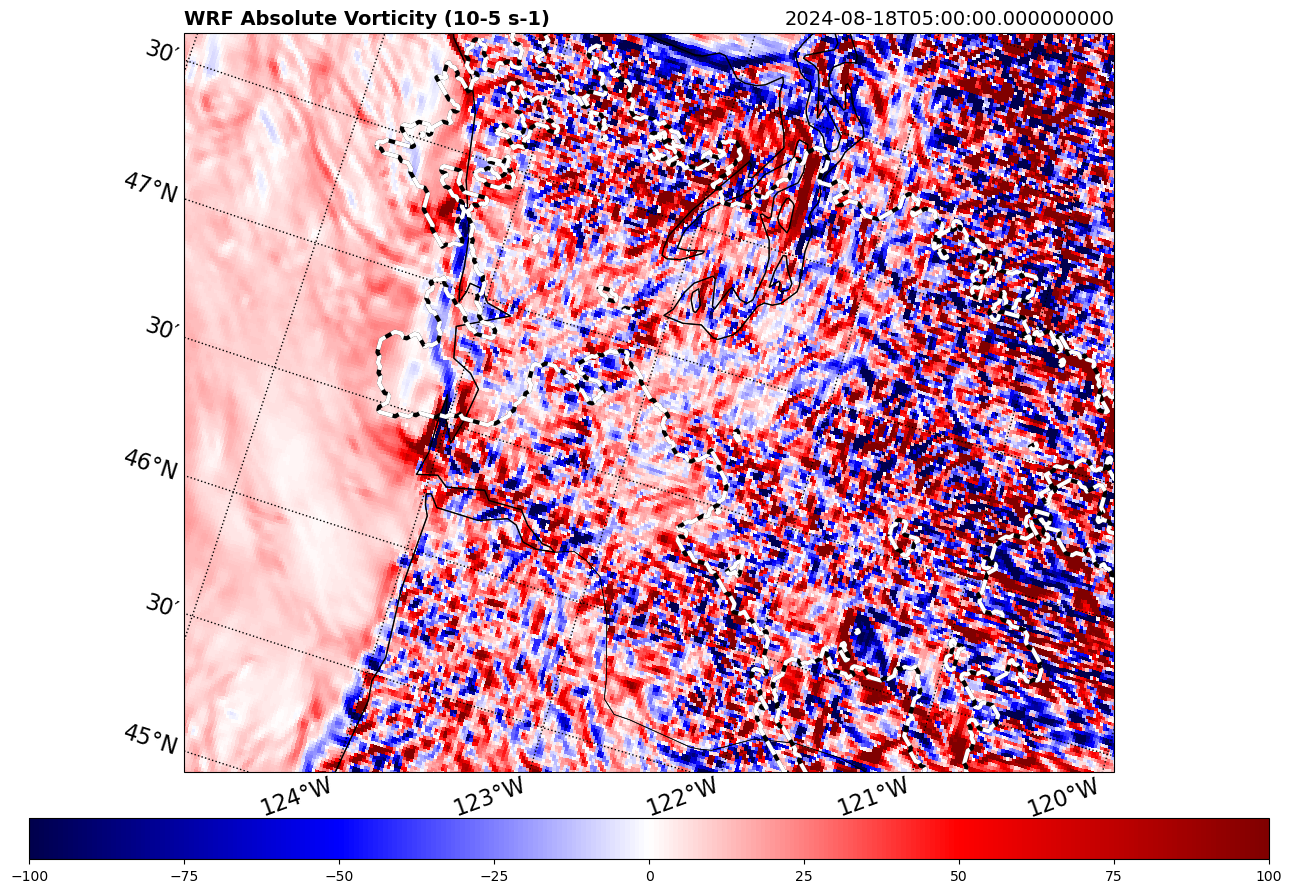 WRF Absolute Vorticity (10-5 s-1)
2024-08-18T05:00:00.000000000
30′
47°N
30′
46°N
30′
45°N
124°W
123°W
122°W
121°W
120°W
−100
−75
−50
−25
0
25
50
75
100